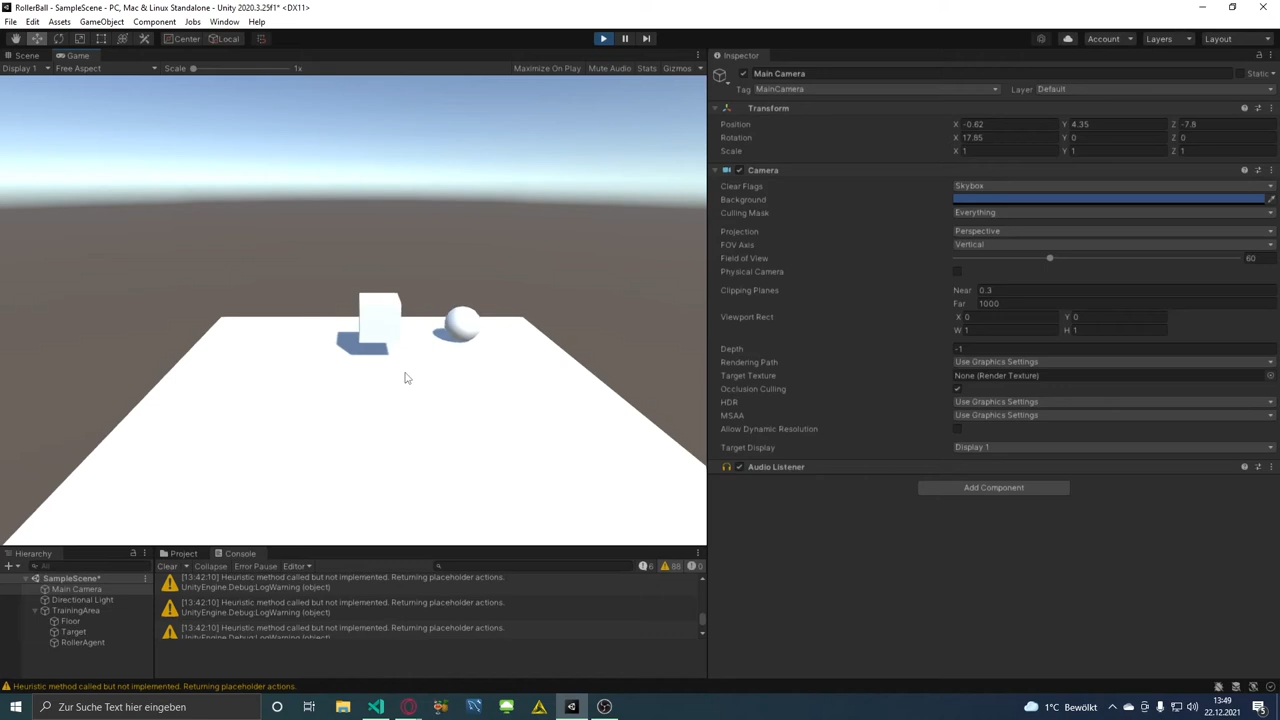 RollerBall - SampleScene - PC, Mac & Linux Standalone - Unity 2020.3.25f1* <DX11>
File Edit Assets GameObject Component Jobs Window Help
Center Local Account Layers Layout
Scene Game Inspector
Display 1 Free Aspect Scale 1x Maximize On Play Mute Audio Stats Gizmos
Main Camera Static
Tag MainCamera Layer Default
Transform
Position X -0.62 Y 4.35 Z -7.8
Rotation X 17.85 Y 0 Z 0
Scale X 1 Y 1 Z 1
Camera
Clear Flags Skybox
Background
Culling Mask Everything
Projection Perspective
FOV Axis Vertical
Field of View 60
Physical Camera
Clipping Planes Near 0.3
Far 1000
Viewport Rect X 0 Y 0
W 1 H 1
Depth -1
Rendering Path Use Graphics Settings
Target Texture None (Render Texture)
Occlusion Culling
HDR Use Graphics Settings
MSAA Use Graphics Settings
Allow Dynamic Resolution
Target Display Display 1
Audio Listener
Add Component
Hierarchy
All
SampleScene*
Main Camera
Directional Light
TrainingArea
Floor
Target
RollerAgent
Project Console
Clear Collapse Error Pause Editor 6 88 0
[13:42:10] Heuristic method called but not implemented. Returning placeholder actions.
UnityEngine.Debug:LogWarning (object)
[13:42:10] Heuristic method called but not implemented. Returning placeholder actions.
UnityEngine.Debug:LogWarning (object)
[13:42:10] Heuristic method called but not implemented. Returning placeholder actions.
UnityEngine.Debug:LogWarning (object)
Heuristic method called but not implemented. Returning placeholder actions.
Zur Suche Text hier eingeben
1°C Bewölkt
13:49
22.12.2021